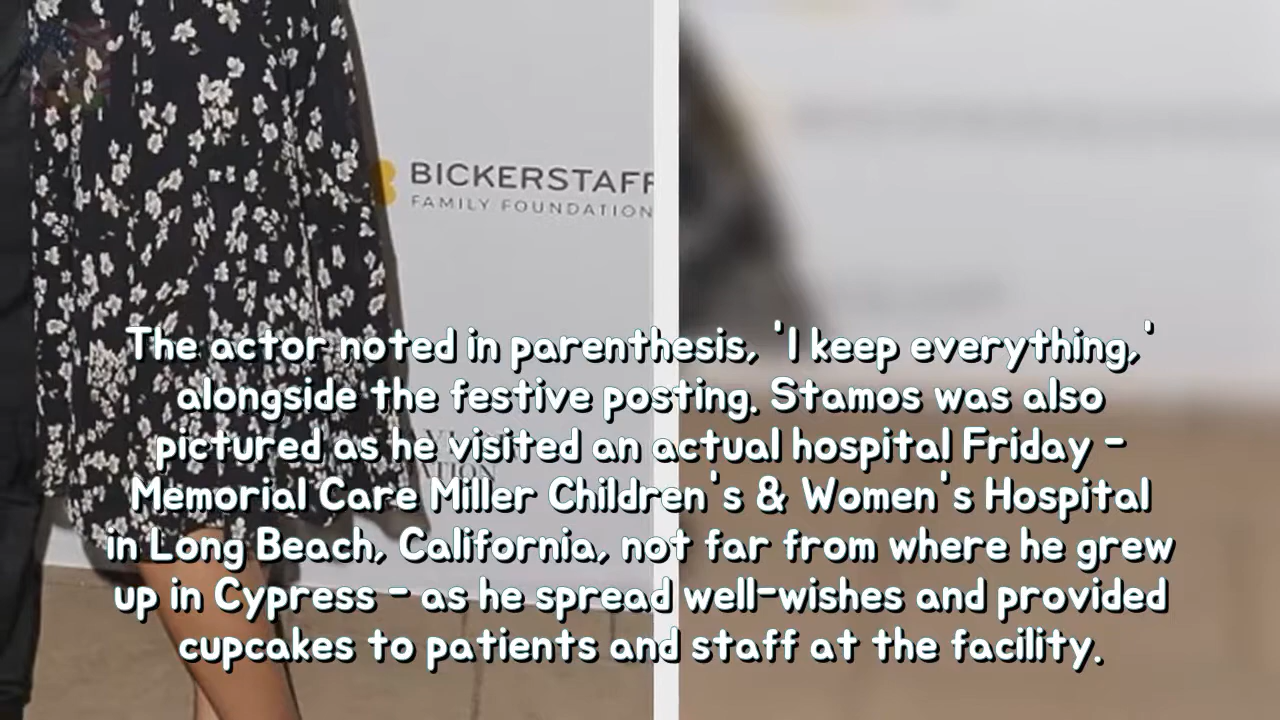 BICKERSTAFF
FAMILY FOUNDATION
The actor noted in parenthesis, 'I keep everything,'
alongside the festive posting. Stamos was also
pictured as he visited an actual hospital Friday -
Memorial Care Miller Children's & Women's Hospital
in Long Beach, California, not far from where he grew
up in Cypress - as he spread well-wishes and provided
cupcakes to patients and staff at the facility.